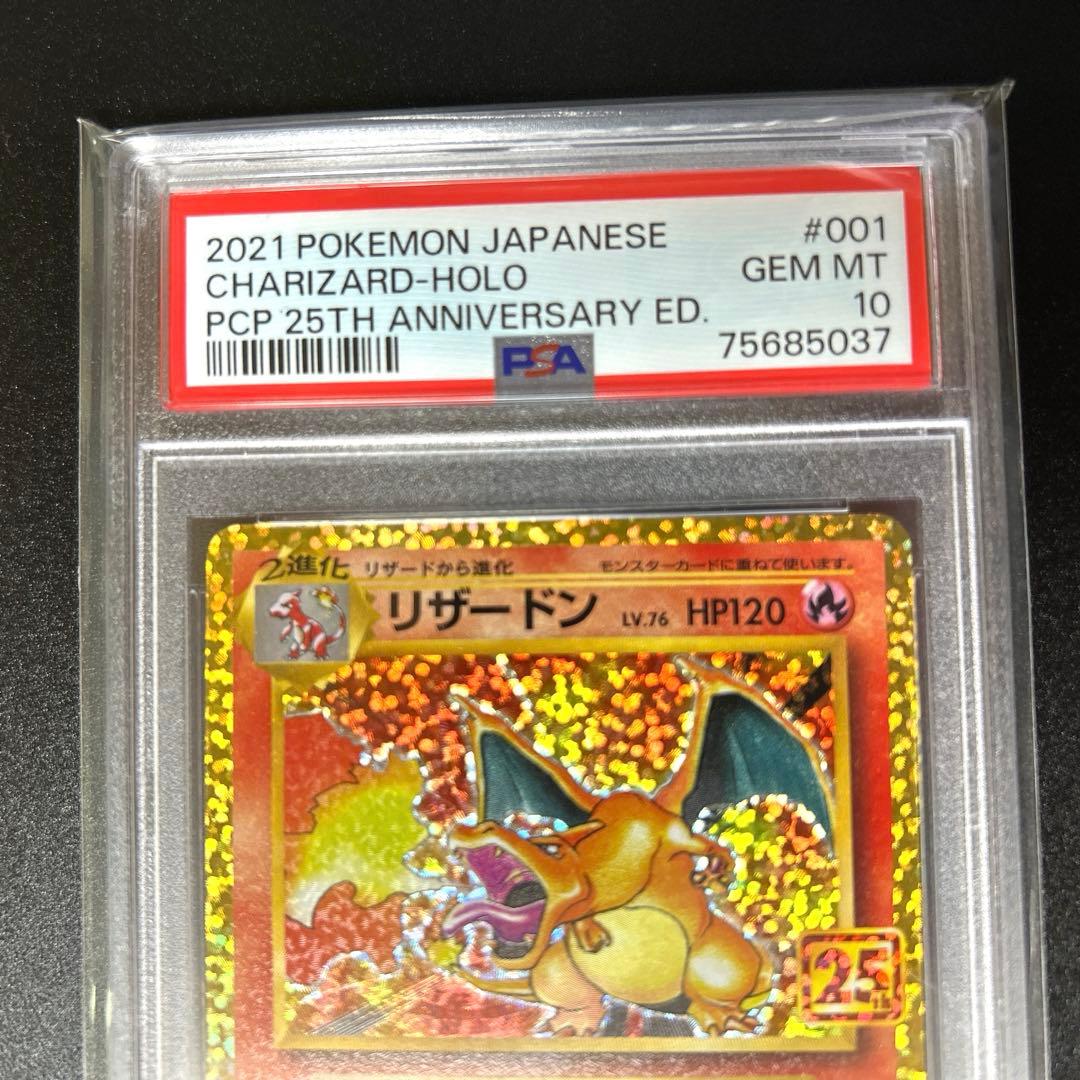 2021 POKEMON JAPANESE #001
CHARIZARD-HOLO GEM MT
PCP 25TH ANNIVERSARY ED. 10
PSA 75685037
2進化 リザードから進化 モンスターカードに重ねて使います。
リザードン LV.76 HP120
25